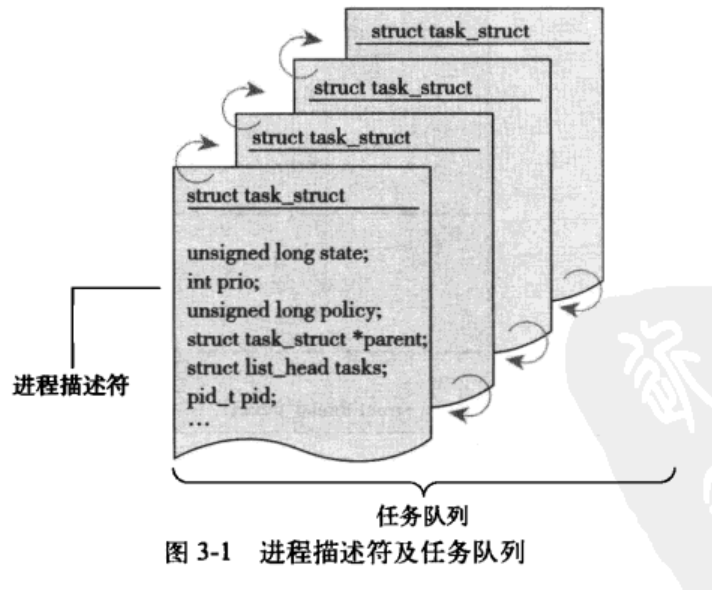 struct task_struct
struct task_struct
struct task_struct
struct task_struct
unsigned long state;
int prio;
unsigned long policy;
struct task_struct *parent;
struct list_head tasks;
pid_t pid;
…
进程描述符
任务队列
图 3-1 进程描述符及任务队列